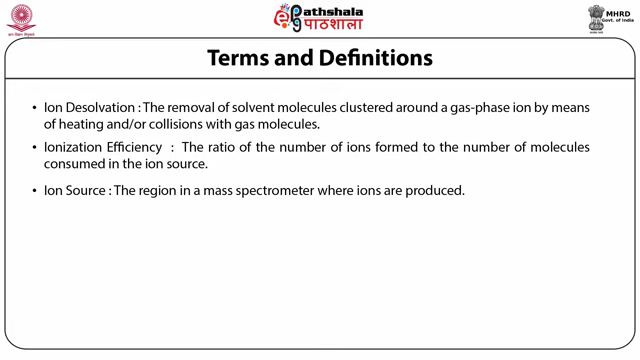 Pathshala
पाठशाला
MHRD
Govt. of India
Terms and Definitions
• Ion Desolvation : The removal of solvent molecules clustered around a gas-phase ion by means
of heating and/or collisions with gas molecules.
• Ionization Efficiency : The ratio of the number of ions formed to the number of molecules
consumed in the ion source.
• Ion Source : The region in a mass spectrometer where ions are produced.